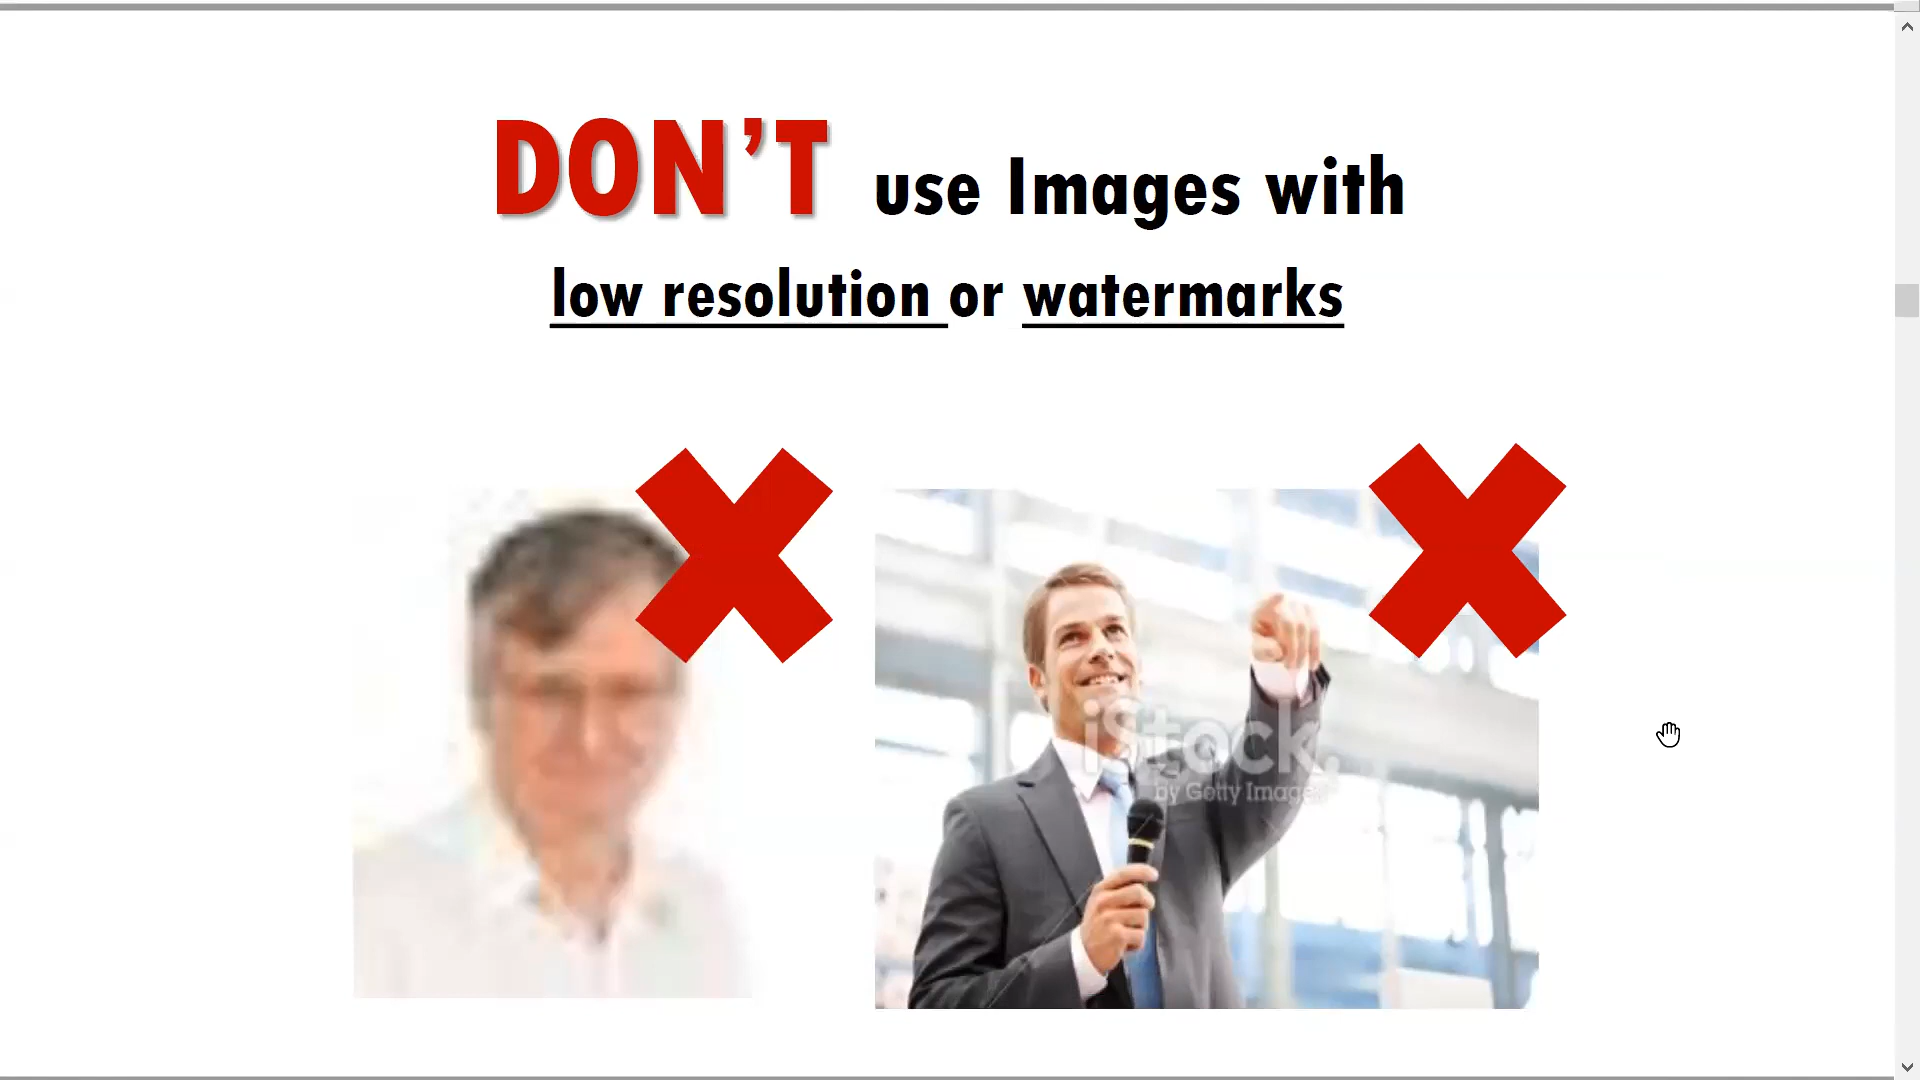 DON’T use Images with
low resolution or watermarks
iStock.
by Getty Images